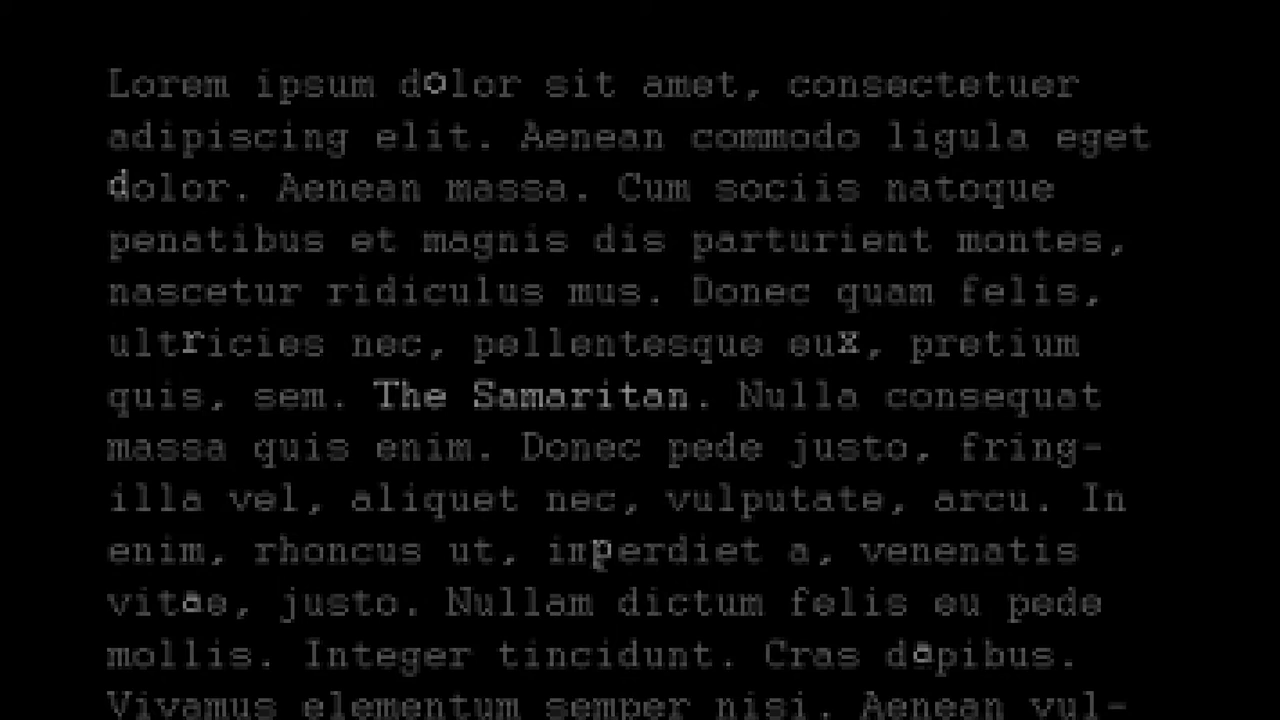 Lorem ipsum dolor sit amet, consectetuer
adipiscing elit. Aenean commodo ligula eget
dolor. Aenean massa. Cum sociis natoque
penatibus et magnis dis parturient montes,
nascetur ridiculus mus. Donec quam felis,
ultricies nec, pellentesque eux, pretium
quis, sem. The Samaritan. Nulla consequat
massa quis enim. Donec pede justo, fring-
illa vel, aliquet nec, vulputate, arcu. In
enim, rhoncus ut, imperdiet a, venenatis
vitae, justo. Nullam dictum felis eu pede
mollis. Integer tincidunt. Cras dapibus.
Vivamus elementum semper nisi. Aenean vul-